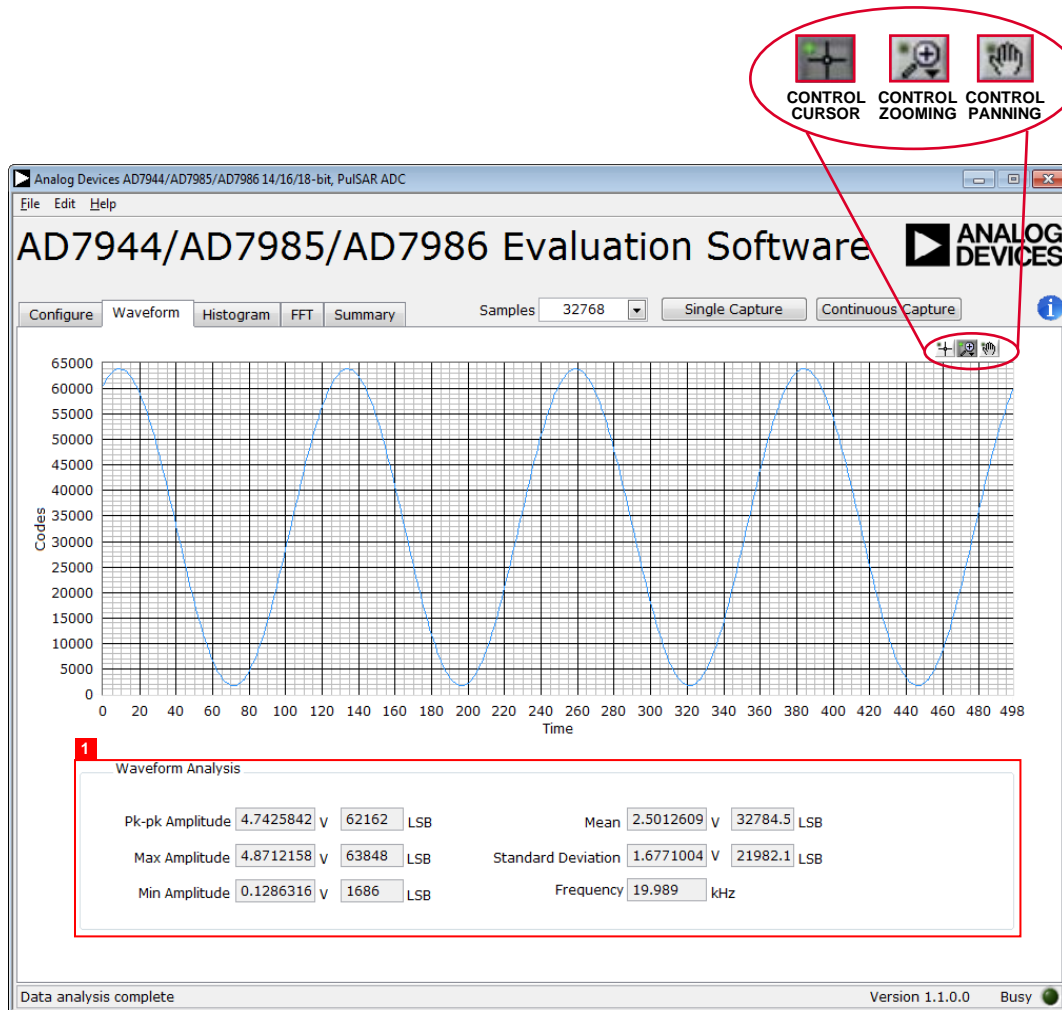 CONTROL CURSOR
CONTROL ZOOMING
CONTROL PANNING
Analog Devices AD7944/AD7985/AD7986 14/16/18-bit, PulSAR ADC
File Edit Help
AD7944/AD7985/AD7986 Evaluation Software
ANALOG DEVICES
Configure Waveform Histogram FFT Summary Samples 32768 Single Capture Continuous Capture i
65000
60000
55000
50000
45000
40000
35000
30000
25000
20000
15000
10000
5000
0
Codes
0 20 40 60 80 100 120 140 160 180 200 220 240 260 280 300 320 340 360 380 400 420 440 460 480 498
Time
1
Waveform Analysis
Pk-pk Amplitude 4.7425842 V 62162 LSB Mean 2.5012609 V 32784.5 LSB
Max Amplitude 4.8712158 V 63848 LSB Standard Deviation 1.6771004 V 21982.1 LSB
Min Amplitude 0.1286316 V 1686 LSB Frequency 19.989 kHz
Data analysis complete Version 1.1.0.0 Busy